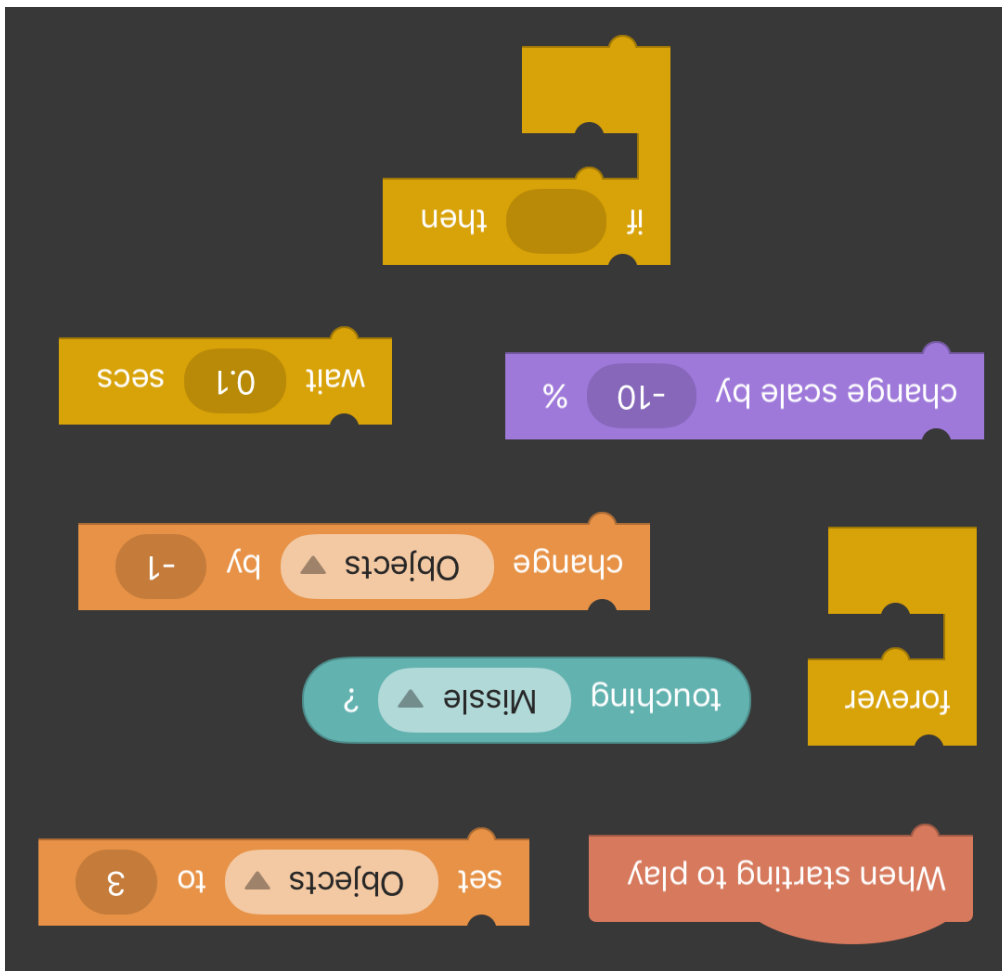 When starting to play
set Objects to 3
forever
touching Missle ?
change Objects by -1
change scale by -10 %
wait 0.1 secs
if then